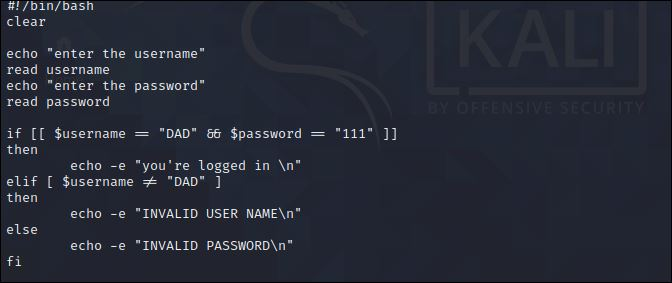 #!/bin/bash
clear

echo "enter the username"
read username
echo "enter the password"
read password

if [[ $username == "DAD" && $password == "111" ]]
then
        echo -e "you're logged in \n"
elif [ $username != "DAD" ]
then
        echo -e "INVALID USER NAME\n"
else
        echo -e "INVALID PASSWORD\n"
fi
KALI
BY OFFENSIVE SECURITY